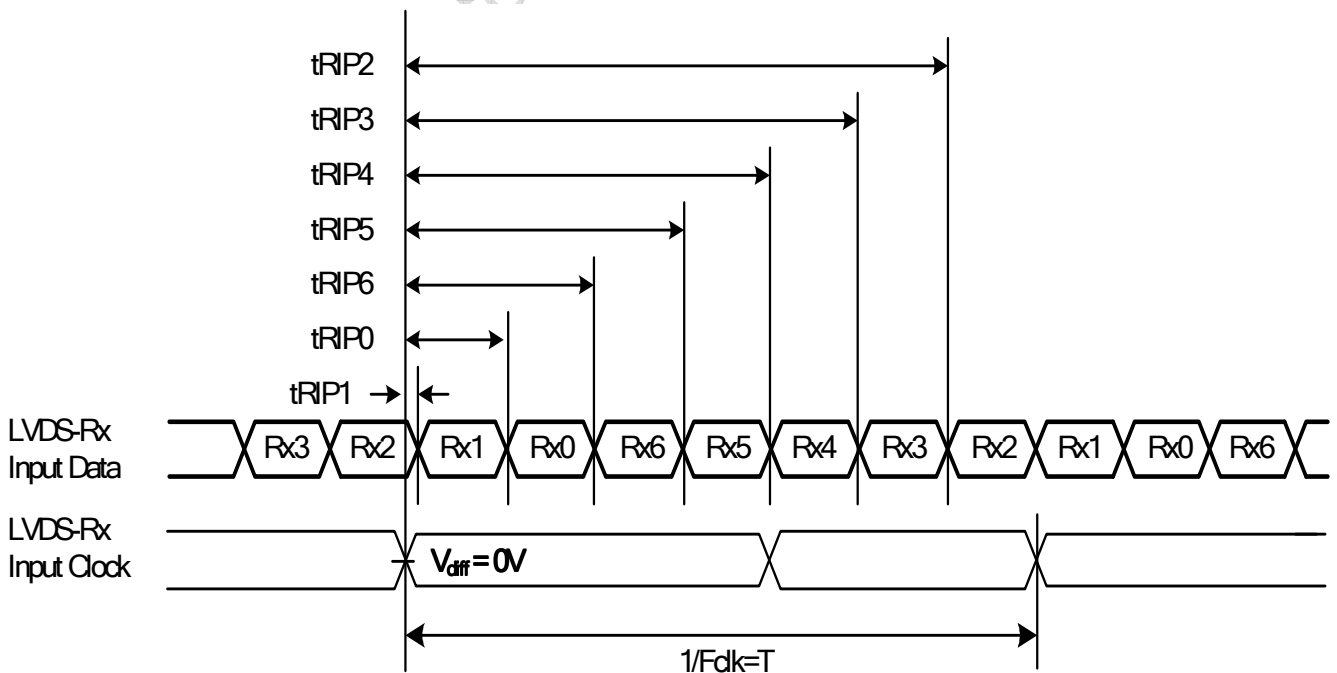 tRIP2
tRIP3
tRIP4
tRIP5
tRIP6
tRIP0
tRIP1
LVDS-Rx
Input Data
Rx3 Rx2 Rx1 Rx0 Rx6 Rx5 Rx4 Rx3 Rx2 Rx1 Rx0 Rx6
LVDS-Rx
Input Clock
Vdiff = 0V
1/Fclk=T